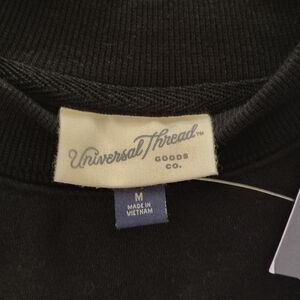 Universal Thread™
GOODS
CO.
M
MADE IN
VIETNAM